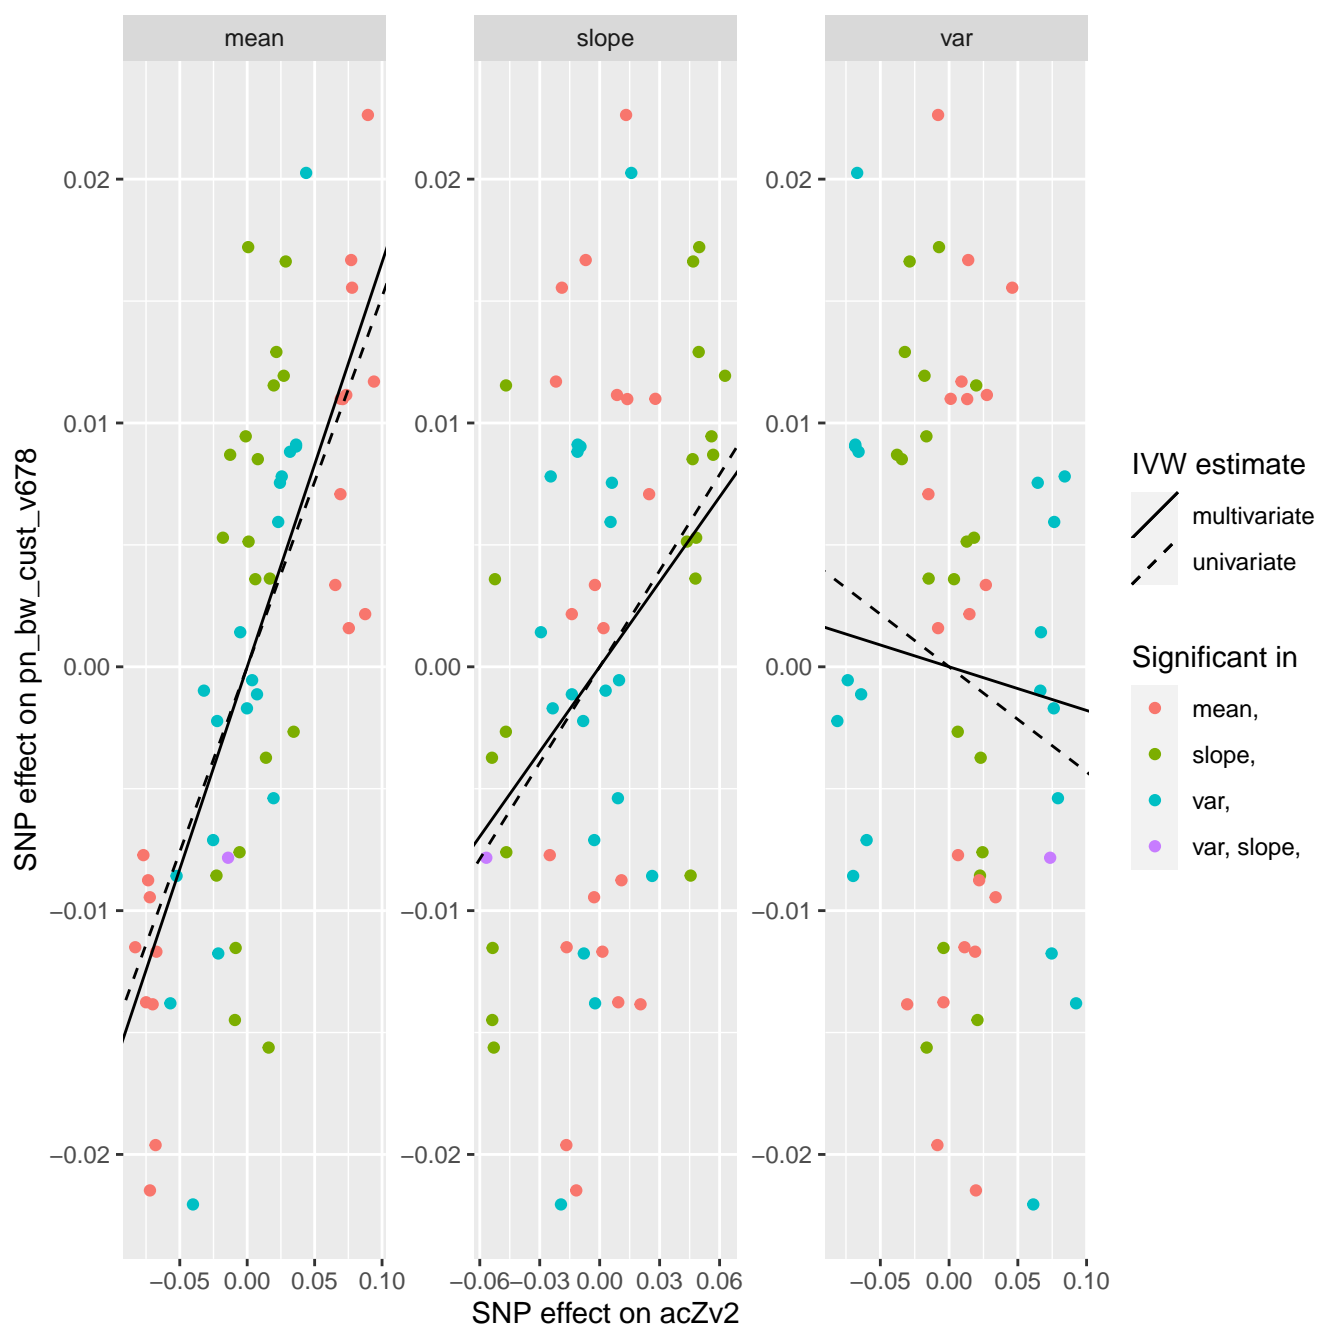 mean
slope
var
SNP effect on pn_bw_cust_v678
0.02
0.01
0.00
−0.01
−0.02
0.02
0.01
0.00
−0.01
−0.02
0.02
0.01
0.00
−0.01
−0.02
−0.05 0.00 0.05 0.10
−0.06 −0.03 0.00 0.03 0.06
−0.05 0.00 0.05 0.10
SNP effect on acZv2
IVW estimate
multivariate
univariate
Significant in
mean,
slope,
var,
var, slope,